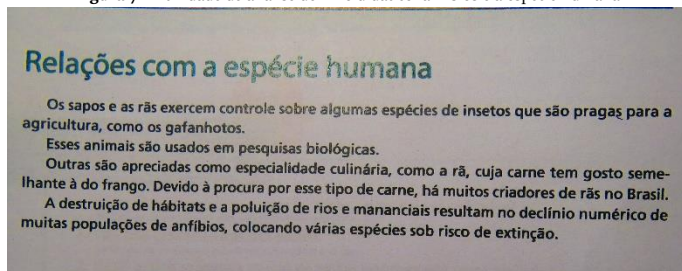 Relações com a espécie humana
Os sapos e as rãs exercem controle sobre algumas espécies de insetos que são pragas para a
agricultura, como os gafanhotos.
Esses animais são usados em pesquisas biológicas.
Outras são apreciadas como especialidade culinária, como a rã, cuja carne tem gosto seme-
lhante à do frango. Devido à procura por esse tipo de carne, há muitos criadores de rãs no Brasil.
A destruição de hábitats e a poluição de rios e mananciais resultam no declínio numérico de
muitas populações de anfíbios, colocando várias espécies sob risco de extinção.